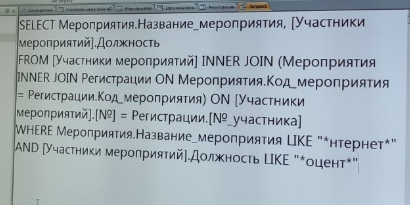 SELECT Мероприятия.Название_мероприятия, [Участники
мероприятий].Должность
FROM [Участники мероприятий] INNER JOIN (Мероприятия
INNER JOIN Регистрации ON Мероприятия.Код_мероприятия
= Регистрации.Код_мероприятия) ON [Участники
мероприятий].[№] = Регистрации.[№_участника]
WHERE Мероприятия.Название_мероприятия LIKE "*нтернет*"
AND [Участники мероприятий].Должность LIKE "*оцент*"